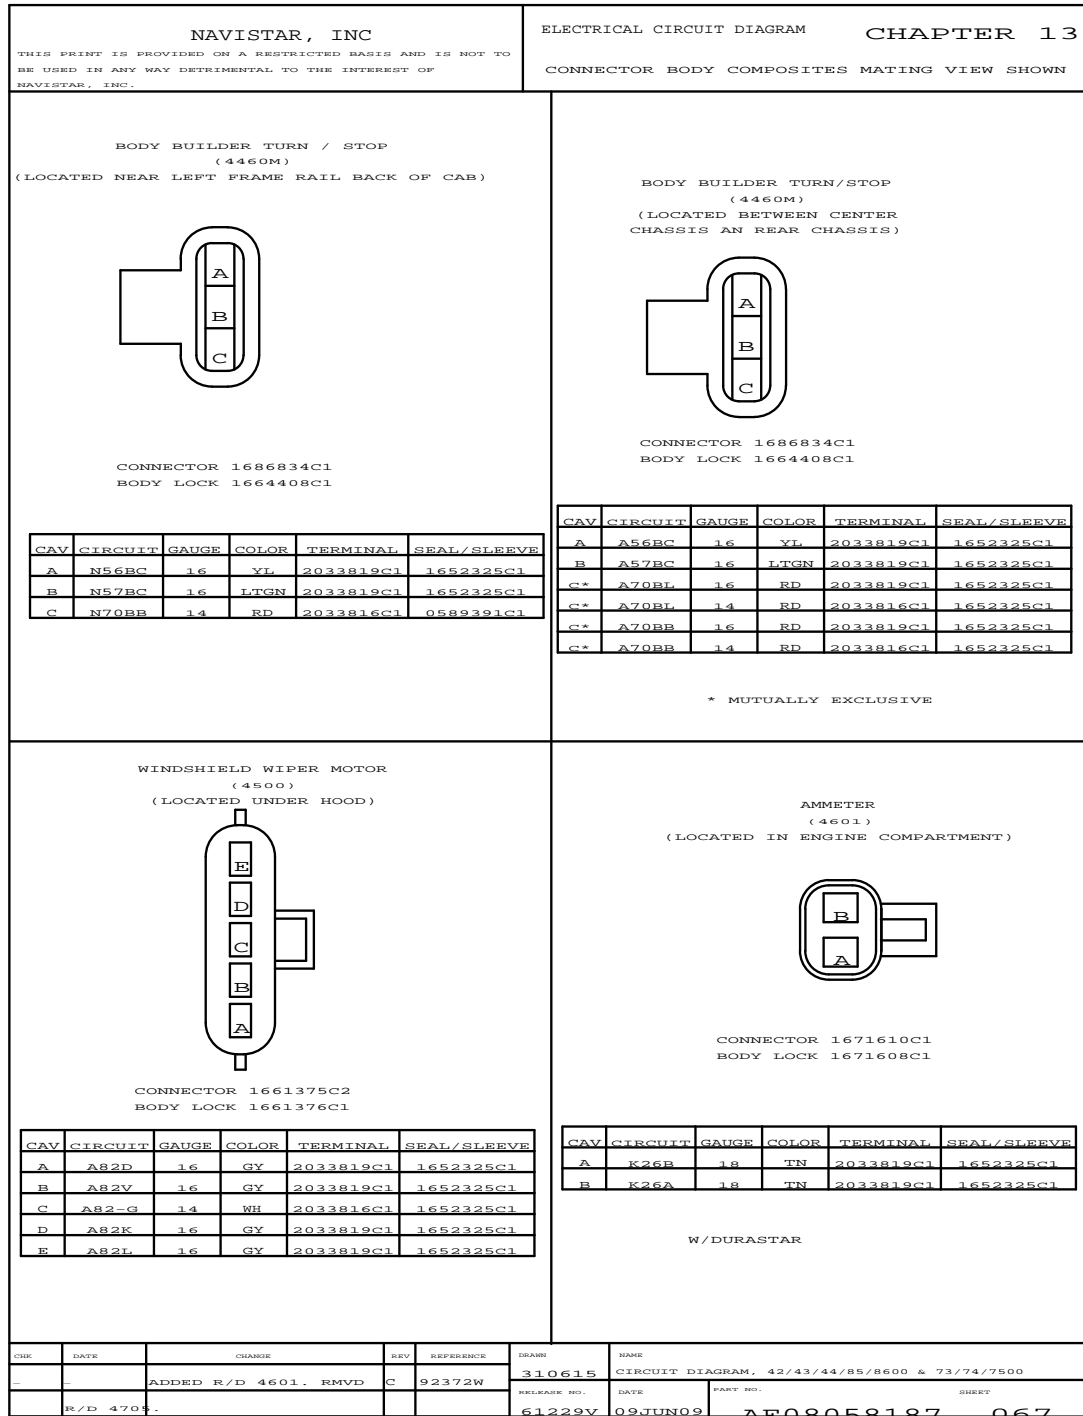 NAVISTAR, INC
THIS PRINT IS PROVIDED ON A RESTRICTED BASIS AND IS NOT TO
BE USED IN ANY WAY DETRIMENTAL TO THE INTEREST OF
NAVISTAR, INC.
ELECTRICAL CIRCUIT DIAGRAM CHAPTER 13
CONNECTOR BODY COMPOSITES MATING VIEW SHOWN
BODY BUILDER TURN / STOP
(4460M)
(LOCATED NEAR LEFT FRAME RAIL BACK OF CAB)
A
B
C
CONNECTOR 1686834C1
BODY LOCK 1664408C1
CAV CIRCUIT GAUGE COLOR TERMINAL SEAL/SLEEVE
A N56BC 16 YL 2033819C1 1652325C1
B N57BC 16 LTGN 2033819C1 1652325C1
C N70BB 14 RD 2033816C1 0589391C1
BODY BUILDER TURN/STOP
(4460M)
(LOCATED BETWEEN CENTER
CHASSIS AN REAR CHASSIS)
A
B
C
CONNECTOR 1686834C1
BODY LOCK 1664408C1
CAV CIRCUIT GAUGE COLOR TERMINAL SEAL/SLEEVE
A A56BC 16 YL 2033819C1 1652325C1
B A57BC 16 LTGN 2033819C1 1652325C1
C* A70BL 16 RD 2033819C1 1652325C1
C* A70BL 14 RD 2033816C1 1652325C1
C* A70BB 16 RD 2033819C1 1652325C1
C* A70BB 14 RD 2033816C1 1652325C1
* MUTUALLY EXCLUSIVE
WINDSHIELD WIPER MOTOR
(4500)
(LOCATED UNDER HOOD)
E
D
C
B
A
CONNECTOR 1661375C2
BODY LOCK 1661376C1
CAV CIRCUIT GAUGE COLOR TERMINAL SEAL/SLEEVE
A A82D 16 GY 2033819C1 1652325C1
B A82V 16 GY 2033819C1 1652325C1
C A82-G 14 WH 2033816C1 1652325C1
D A82K 16 GY 2033819C1 1652325C1
E A82L 16 GY 2033819C1 1652325C1
AMMETER
(4601)
(LOCATED IN ENGINE COMPARTMENT)
B
A
CONNECTOR 1671610C1
BODY LOCK 1671608C1
CAV CIRCUIT GAUGE COLOR TERMINAL SEAL/SLEEVE
A K26B 18 TN 2033819C1 1652325C1
B K26A 18 TN 2033819C1 1652325C1
W/DURASTAR
CHK DATE CHANGE REV REFERENCE
- - ADDED R/D 4601. RMVD C 92372W
R/D 4705.
DRAWN 310615
NAME CIRCUIT DIAGRAM, 42/43/44/85/8600 & 73/74/7500
RELEASE NO. 61229V
DATE 09JUN09
PART NO. AF08058187
SHEET 067